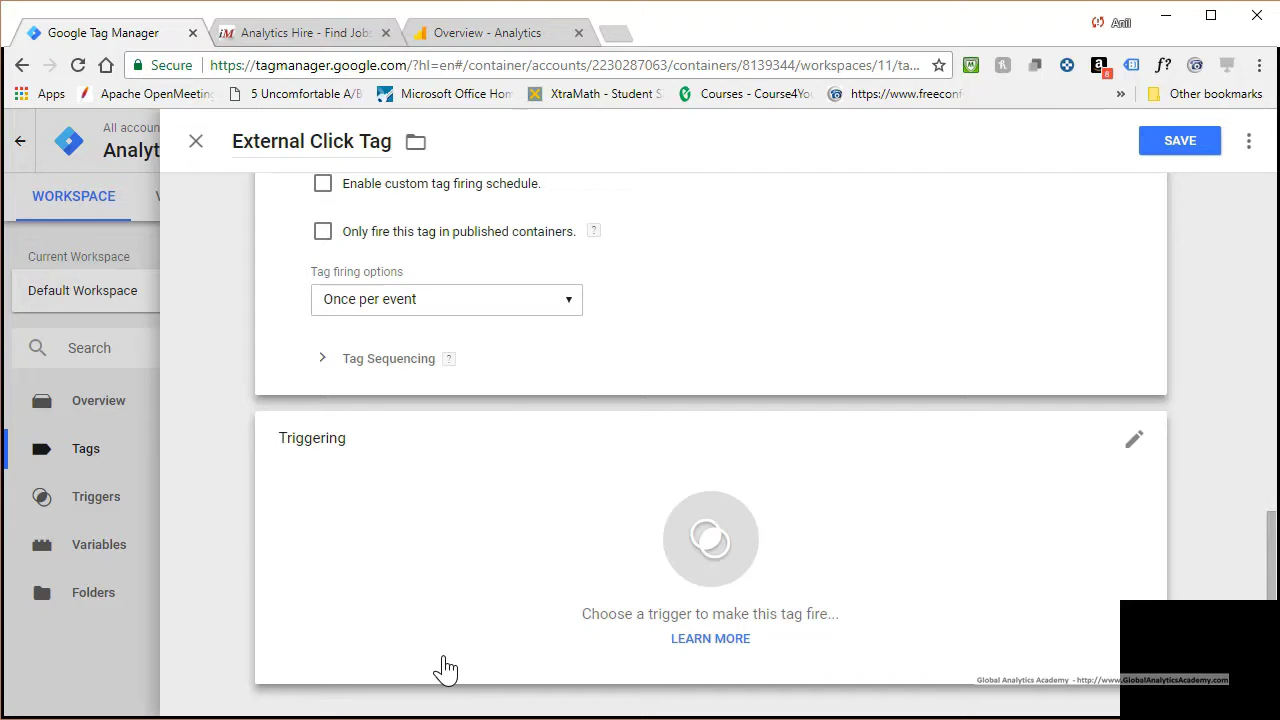 Google Tag Manager
Analytics Hire - Find Jobs
Overview - Analytics
Anil
Secure
https://tagmanager.google.com/?hl=en#/container/accounts/2230287063/containers/8139344/workspaces/11/ta...
8
f?
Apps
Apache OpenMeeting
5 Uncomfortable A/B
Microsoft Office Hom
XtraMath - Student S
Courses - Course4Yo
https://www.freeconf
»
Other bookmarks
All accou
Analyt
External Click Tag
SAVE
WORKSPACE
V
Enable custom tag firing schedule.
Only fire this tag in published containers. ?
Current Workspace
Default Workspace
Tag firing options
Once per event
Search
Tag Sequencing ?
Overview
Tags
Triggers
Variables
Folders
Triggering
Choose a trigger to make this tag fire...
LEARN MORE
Global Analytics Academy - http://www.GlobalAnalyticsAcademy.com